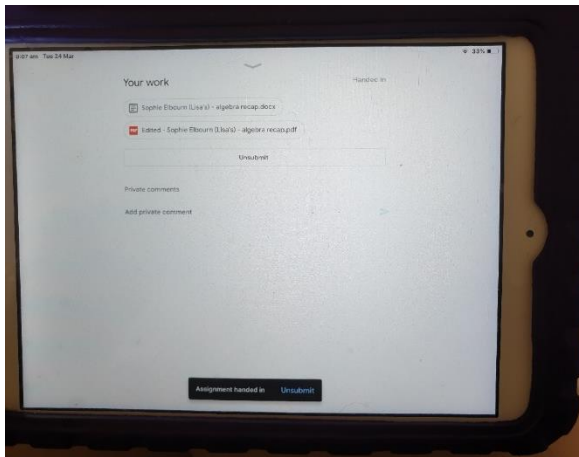 9:07 am Tue 24 Mar
33%
Your work
Handed in
Sophie Elbourn (Lisa's) - algebra recap.docx
Edited - Sophie Elbourn (Lisa's) - algebra recap.pdf
Unsubmit
Private comments
Add private comment
Assignment handed in Unsubmit